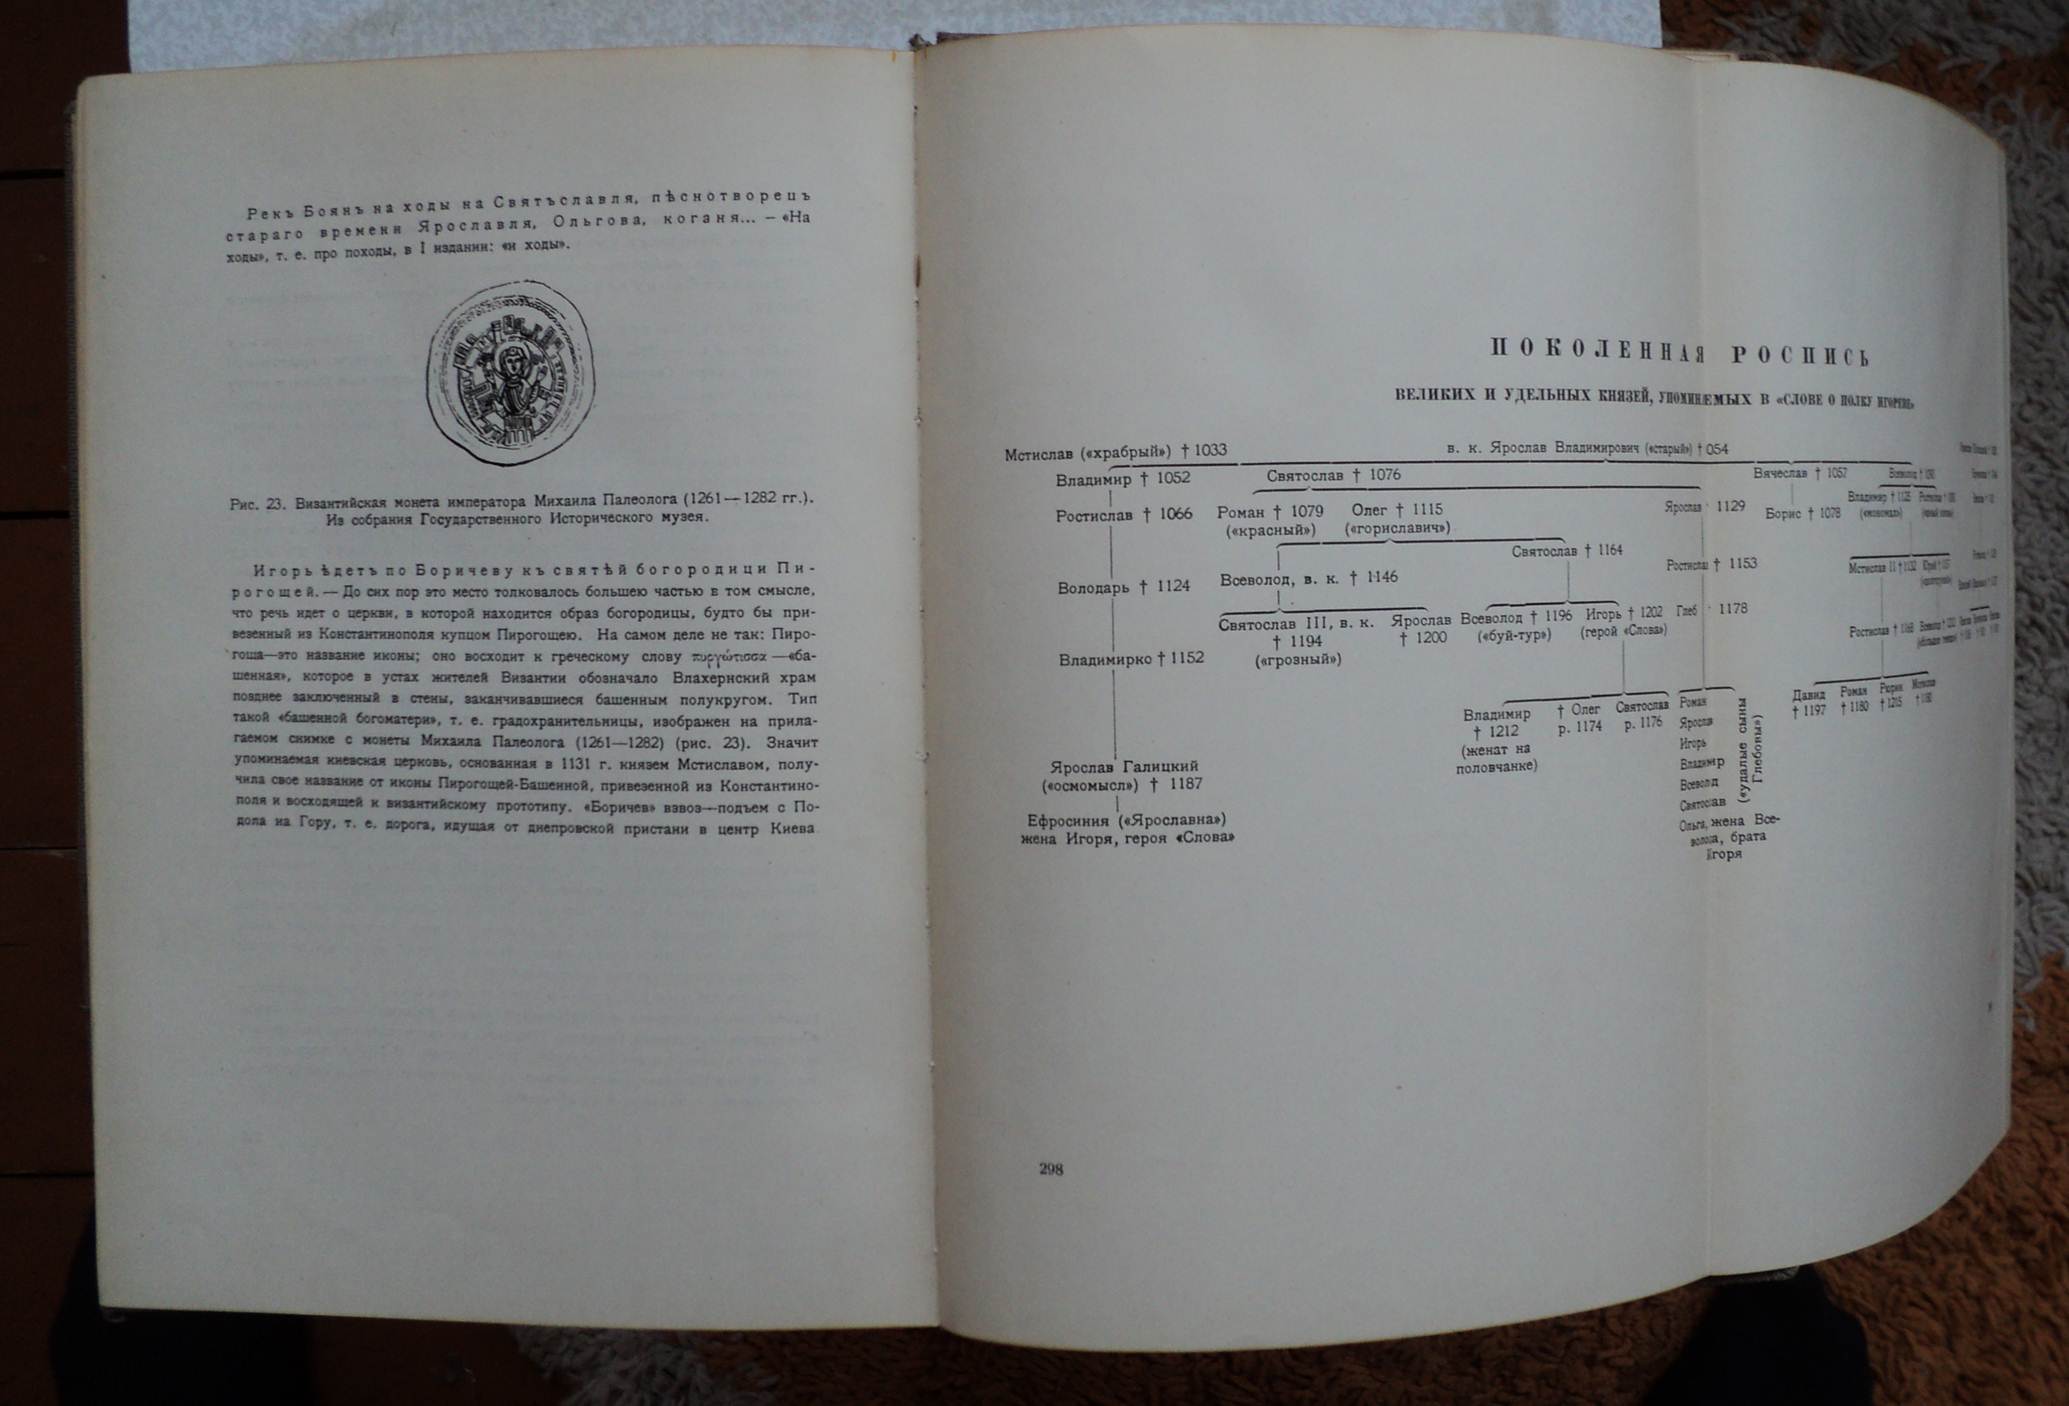 Рекъ Боянъ на ходы на Святъславля, пѣснотворецъ
стараго времени Ярославля, Ольгова, коганя... – «На
ходы», т. е. про походы, в I издании: «и ходы».
Рис. 23. Византийская монета императора Михаила Палеолога (1261—1282 гг.).
Из собрания Государственного Исторического музея.
Игорь ѣдетъ по Боричеву къ святѣй богородици Пи-
рогощей. — До сих пор это место толковалось большею частью в том смысле,
что речь идет о церкви, в которой находится образ богородицы, будто бы при-
везенный из Константинополя купцом Пирогощею. На самом деле не так: Пиро-
гоща—это название иконы; оно восходит к греческому слову πυργώτισσα —«ба-
шенная», которое в устах жителей Византии обозначало Влахернский храм
позднее заключенный в стены, заканчивавшиеся башенным полукругом. Тип
такой «башенной богоматери», т. е. градохранительницы, изображен на прила-
гаемом снимке с монеты Михаила Палеолога (1261—1282) (рис. 23). Значит
упоминаемая киевская церковь, основанная в 1131 г. князем Мстиславом, полу-
чила свое название от иконы Пирогощей-Башенной, привезенной из Константино-
поля и восходящей к византийскому прототипу. «Боричев» взвоз—подъем с По-
дола на Гору, т. е. дорога, идущая от днепровской пристани в центр Киева
ПОКОЛЕННАЯ РОСПИСЬ
ВЕЛИКИХ И УДЕЛЬНЫХ КНЯЗЕЙ, УПОМИНАЕМЫХ В «СЛОВЕ О ПОЛКУ ИГОРЕВЕ»
Мстислав («храбрый») † 1033 в. к. Ярослав Владимирович («старый») † 054
Владимир † 1052 Святослав † 1076 Вячеслав † 1057 Всеволод
Ростислав † 1066 Роман † 1079 Олег † 1115 Ярослав 1129 Борис † 1078 Владимир † 1125
(«красный») («гориславич») («мономах»)
Святослав † 1164
Володарь † 1124 Всеволод, в. к. † 1146 Ростислав † 1153 Мстислав II † 1132
Святослав III, в. к. Ярослав Всеволод † 1196 Игорь † 1202 Глеб 1178
† 1194 † 1200 («буй-тур») (герой «Слова»)
(«грозный»)
Владимирко † 1152 Ростислав
Владимир † Олег Святослав Роман Давид Роман Рюрик
† 1212 р. 1174 р. 1176 Ярослав † 1197 † 1180 † 1215
(женат на Игорь
половчанке) Владимир
Всеволод
Святослав
(«удалые сыны
Глебовы»)
Ольга, жена Все-
волода, брата
Игоря
Ярослав Галицкий
(«осмомысл») † 1187
Ефросиния («Ярославна»)
жена Игоря, героя «Слова»
298